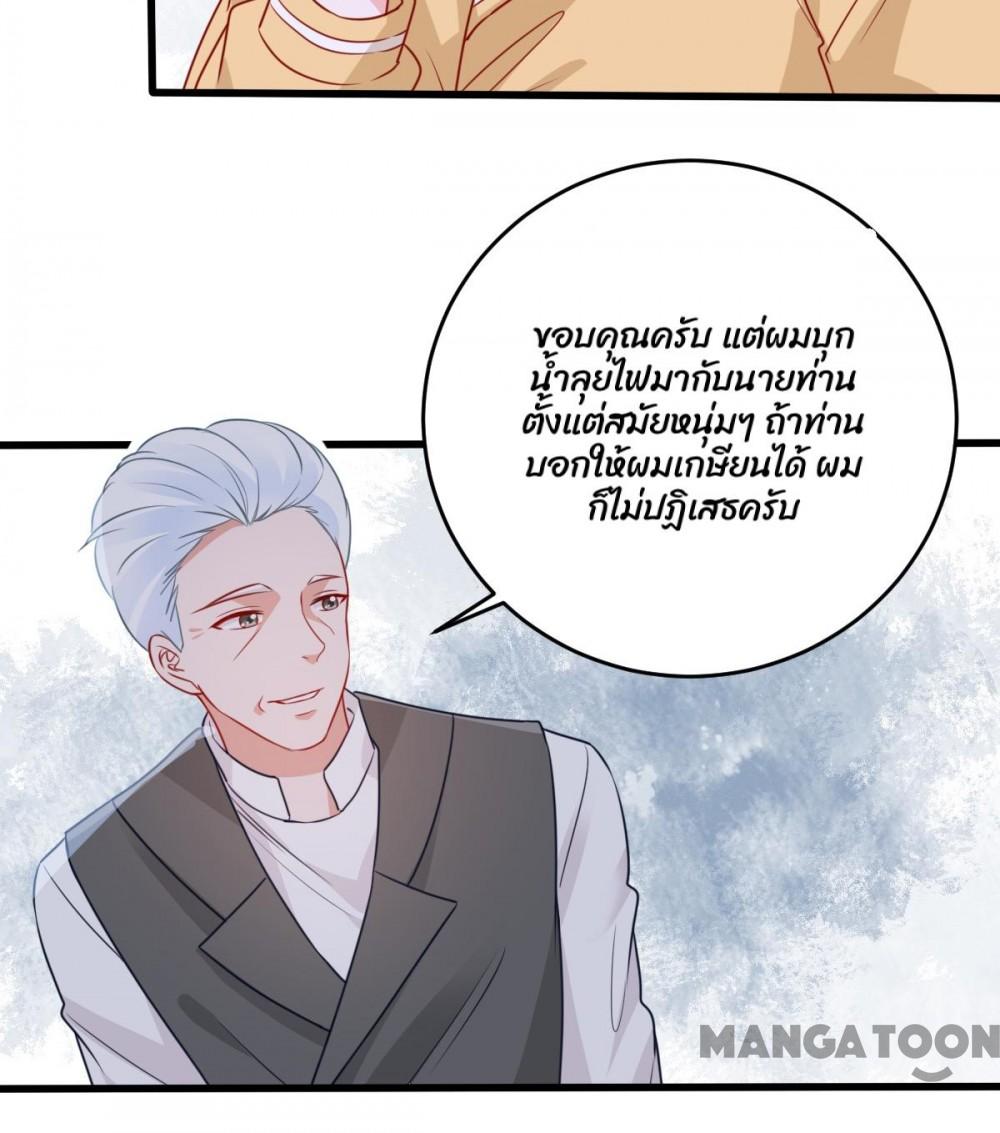 ขอบคุณครับ แต่ผมบุก
น้ำลุยไฟมากับนายท่าน
ตั้งแต่สมัยหนุ่มๆ ถ้าท่าน
บอกให้ผมเกษียนได้ ผม
ก็ไม่ปฏิเสธครับ
MANGATOON